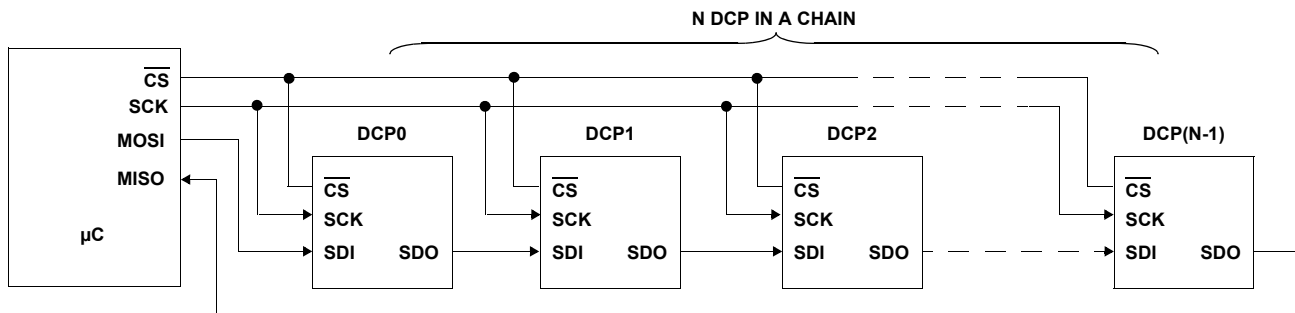 N DCP IN A CHAIN
CS
SCK
MOSI
MISO
µC
DCP0
CS
SCK
SDI SDO
DCP1
CS
SCK
SDI SDO
DCP2
CS
SCK
SDI SDO
DCP(N-1)
CS
SCK
SDI SDO